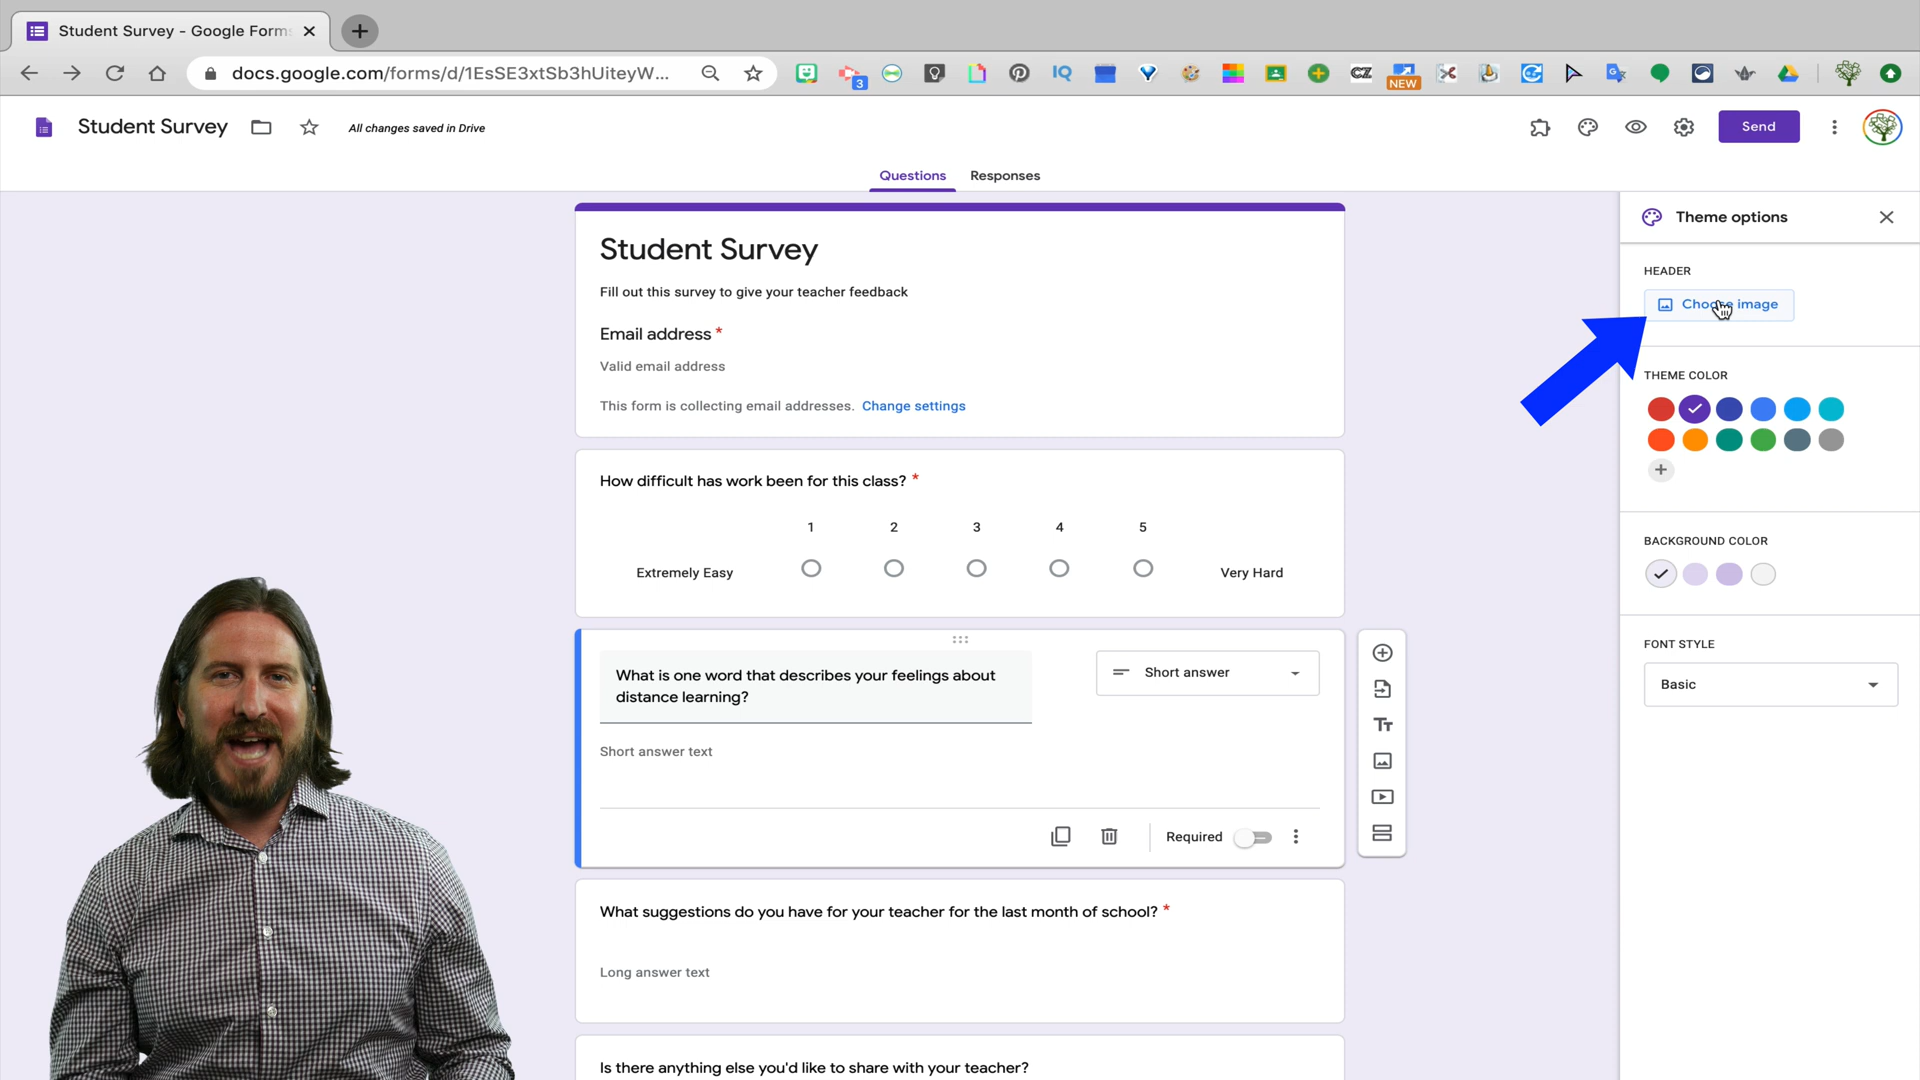 Student Survey - Google Form
docs.google.com/forms/d/1EsSE3xtSb3hUiteyW...
3
IQ
CZ
NEW
Student Survey
All changes saved in Drive
Send
Questions
Responses
Theme options
Student Survey
Fill out this survey to give your teacher feedback
Email address *
Valid email address
This form is collecting email addresses. Change settings
HEADER
Choose image
THEME COLOR
How difficult has work been for this class? *
1 2 3 4 5
Extremely Easy
Very Hard
BACKGROUND COLOR
FONT STYLE
Basic
What is one word that describes your feelings about
distance learning?
Short answer
Short answer text
Tт
Required
What suggestions do you have for your teacher for the last month of school? *
Long answer text
Is there anything else you'd like to share with your teacher?